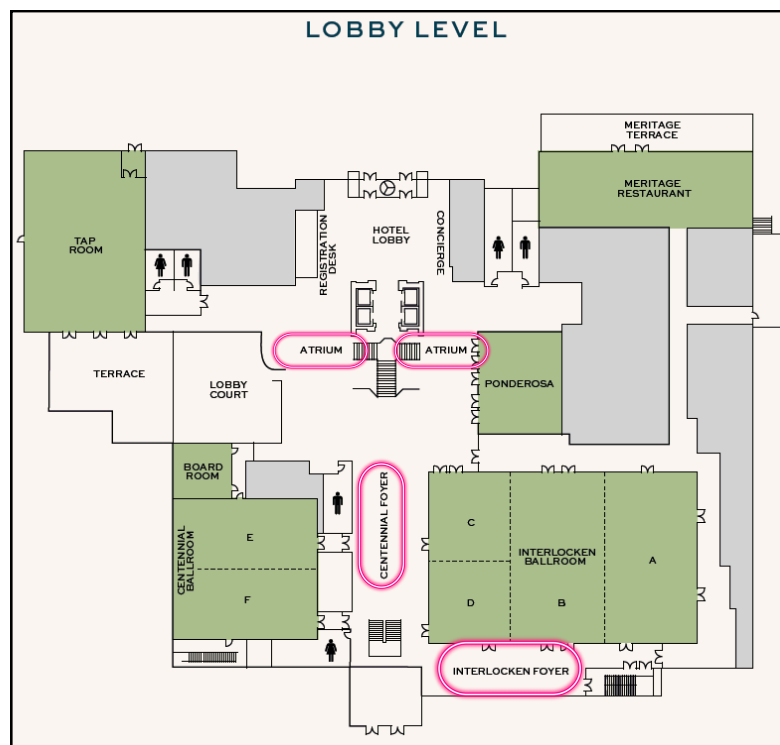 LOBBY LEVEL
MERITAGE
TERRACE
MERITAGE
RESTAURANT
TAP
ROOM
REGISTRATION
DESK
HOTEL
LOBBY
CONCIERGE
ATRIUM
ATRIUM
TERRACE
LOBBY
COURT
PONDEROSA
BOARD
ROOM
CENTENNIAL FOYER
CENTENNIAL
BALLROOM
E
F
C
D
INTERLOCKEN
BALLROOM
B
A
INTERLOCKEN FOYER